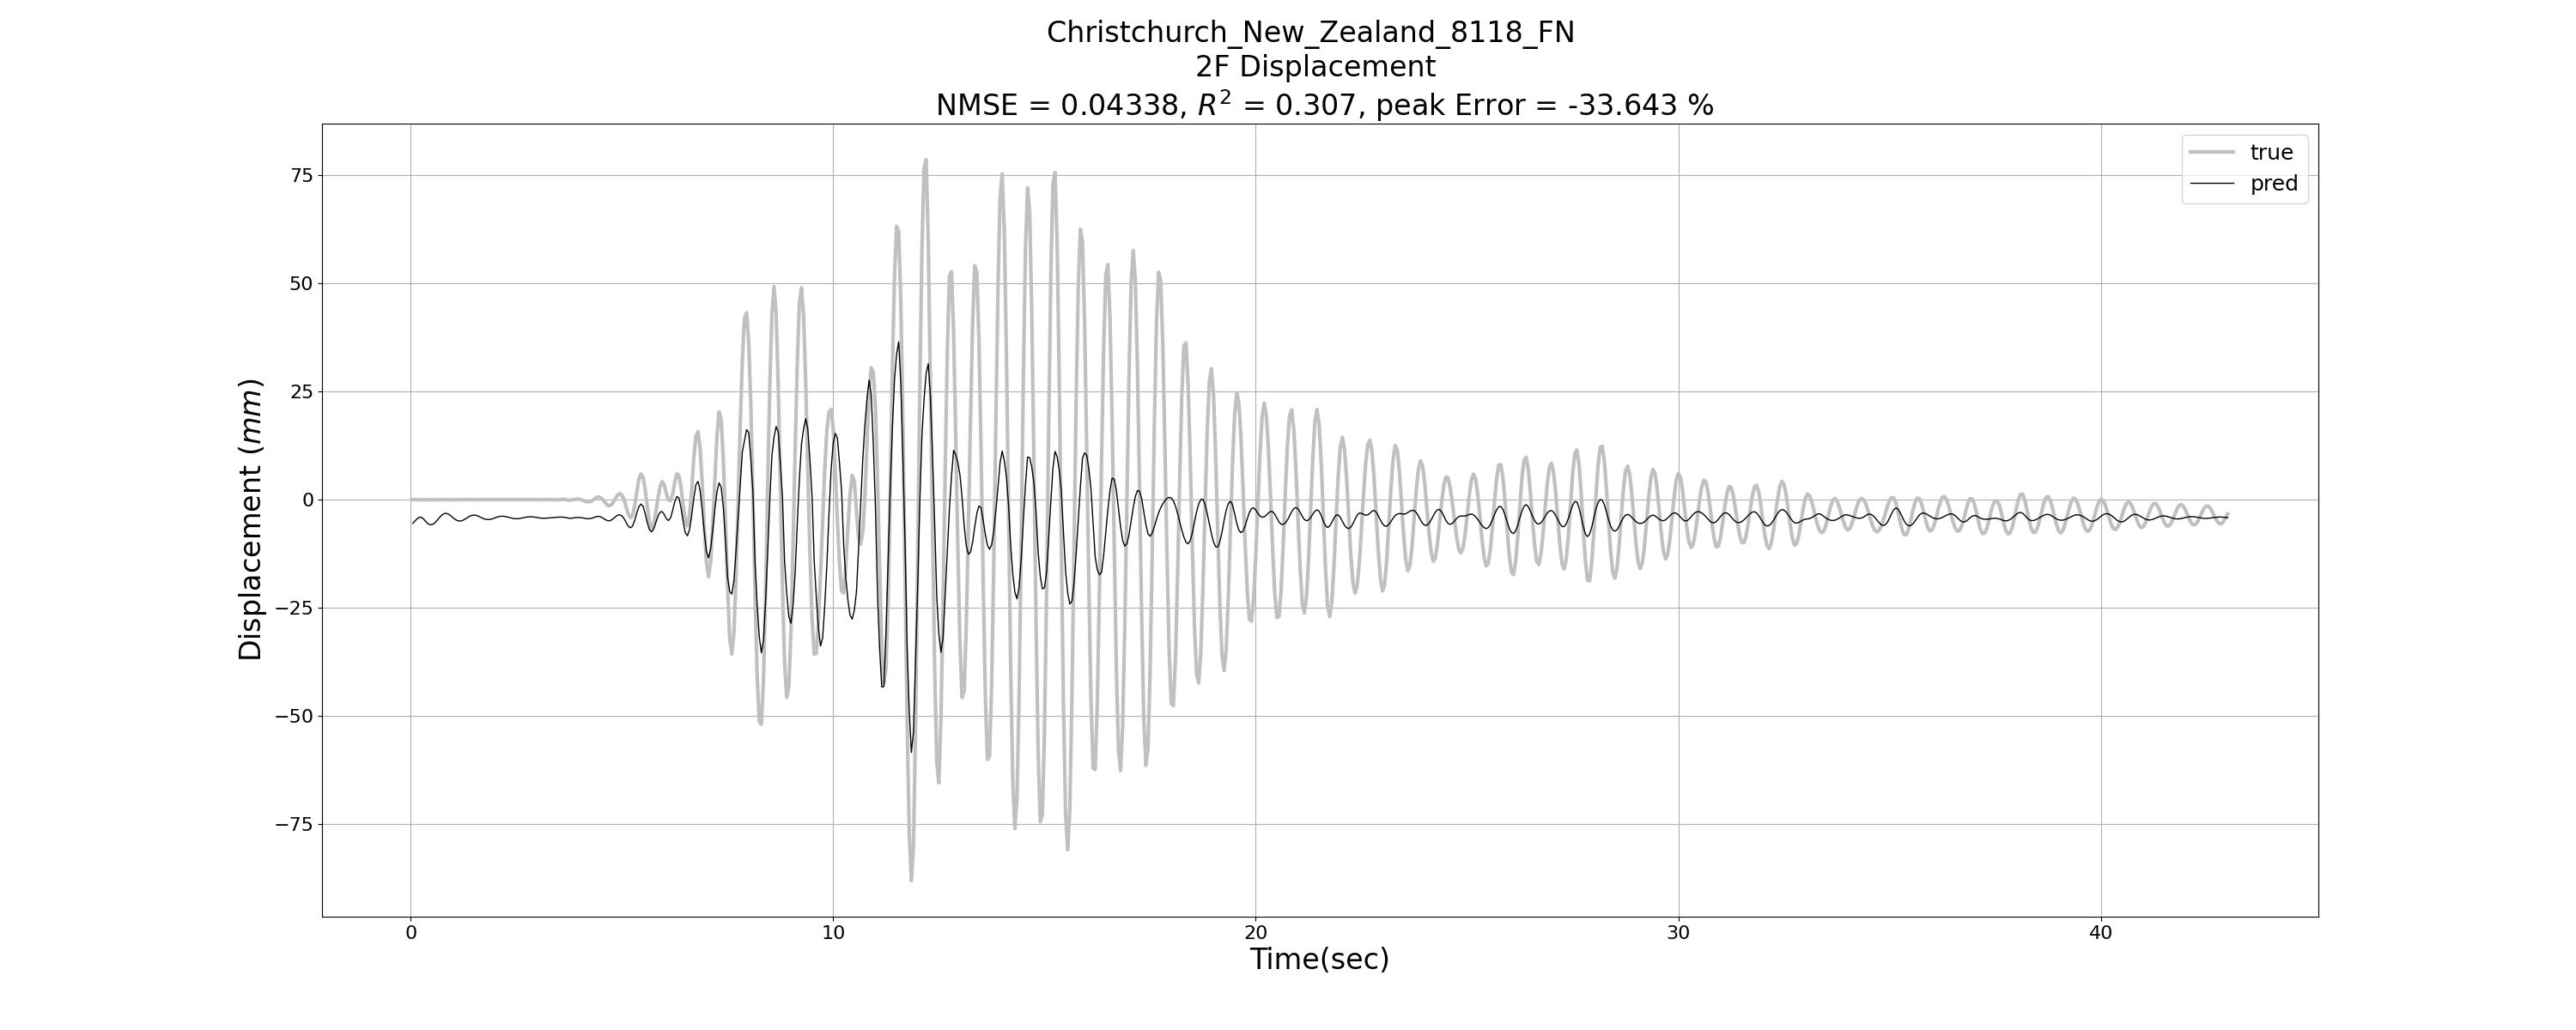 Christchurch_New_Zealand_8118_FN
2F Displacement
NMSE = 0.04338, R² = 0.307, peak Error = -33.643 %
true
pred
75
50
25
0
−25
−50
−75
Displacement (mm)
0 10 20 30 40
Time(sec)